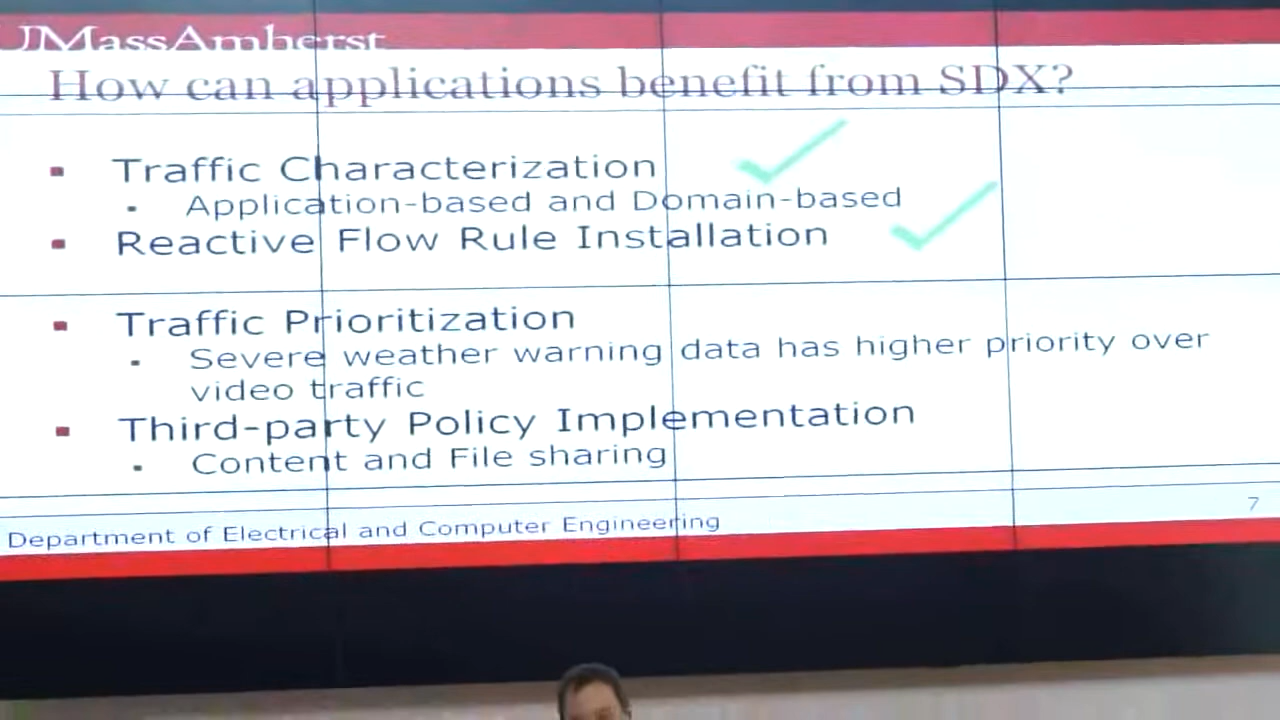 UMassAmherst
How can applications benefit from SDX?
▪ Traffic Characterization
▪ Application-based and Domain-based
▪ Reactive Flow Rule Installation
▪ Traffic Prioritization
▪ Severe weather warning data has higher priority over
video traffic
▪ Third-party Policy Implementation
▪ Content and File sharing
7
Department of Electrical and Computer Engineering